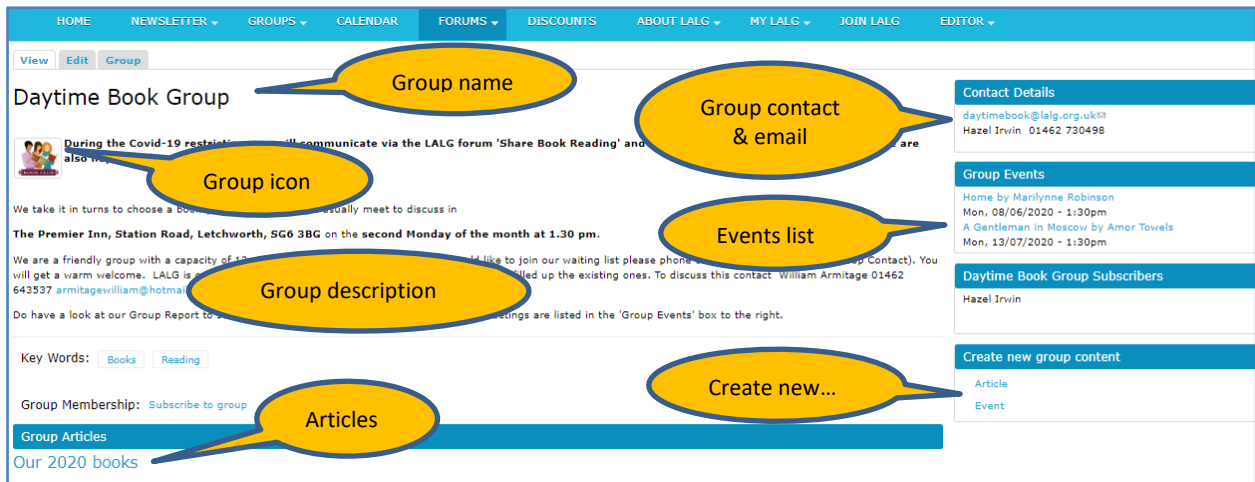 HOME NEWSLETTER GROUPS CALENDAR FORUMS DISCOUNTS ABOUT LALG MY LALG JOIN LALG EDITOR
View Edit Group
Daytime Book Group
Group name
During the Covid-19 communicate via the LALG forum 'Share Book Reading' and
are
also
BOOK CLUB
Group icon
We take it in turns to choose a usually meet to discuss in
The Premier Inn, Station Road, Letchworth, SG6 3BG on the second Monday of the month at 1.30 pm.
We are a friendly group with a capacity of like to join our waiting list please phone Contact). You
will get a warm welcome. LALG is filled up the existing ones. To discuss this contact William Armitage 01462
643537
Group description
Do have a look at our Group Report to are listed in the 'Group Events' box to the right.
Key Words: Books Reading
Group Membership: Subscribe to group
Articles
Group Articles
Our 2020 books
Group contact
& email
Contact Details
daytimebook@lalg.org.uk
Hazel Irwin 01462 730498
Events list
Group Events
Home by Marilynne Robinson
Mon, 08/06/2020 - 1:30pm
A Gentleman in Moscow by Amor Towels
Mon, 13/07/2020 - 1:30pm
Daytime Book Group Subscribers
Hazel Irwin
Create new…
Create new group content
Article
Event